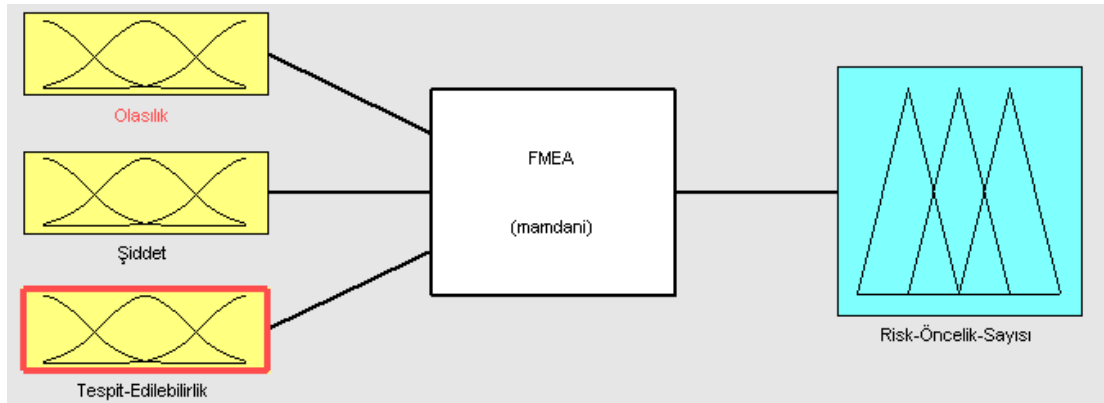 Olasılık
Şiddet
Tespit-Edilebilirlik
FMEA
(mamdani)
Risk-Öncelik-Sayısı